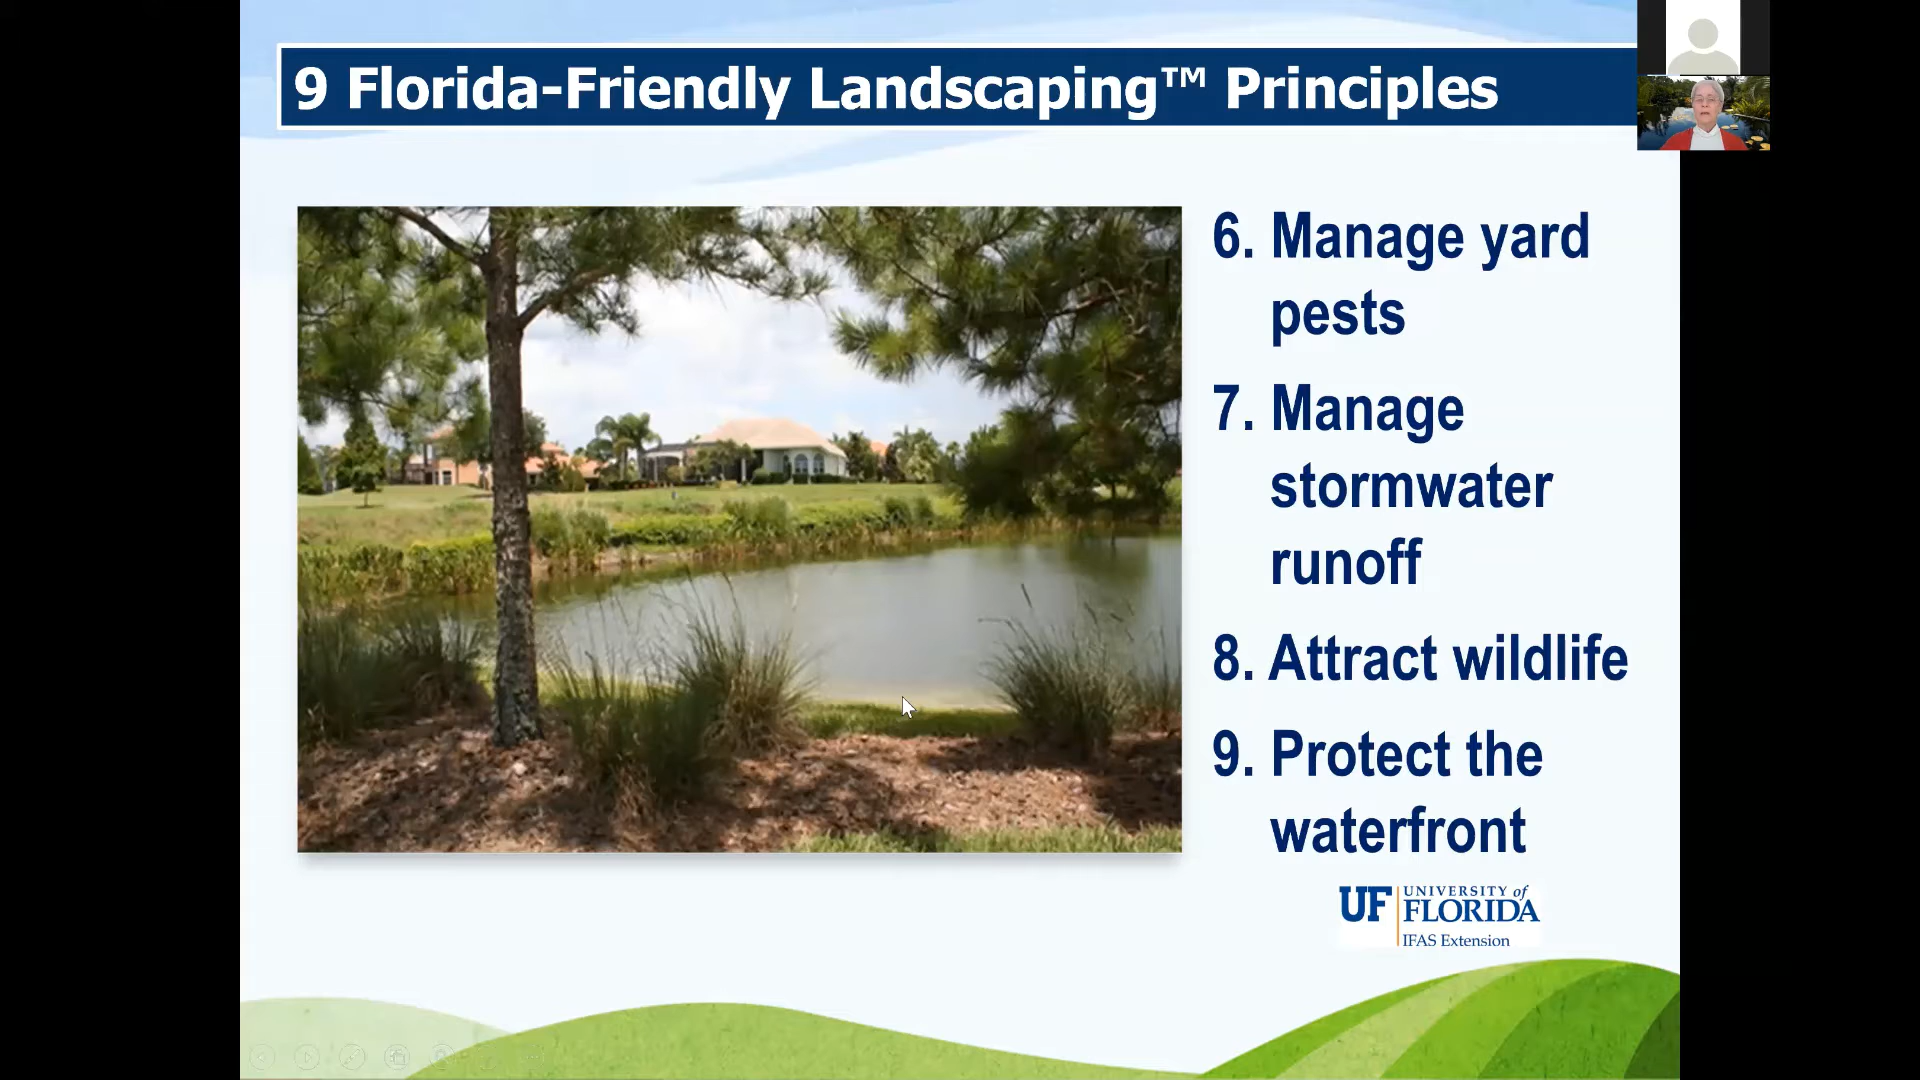 9 Florida-Friendly Landscaping™ Principles
6. Manage yard
pests
7. Manage
stormwater
runoff
8. Attract wildlife
9. Protect the
waterfront
UF UNIVERSITY of
FLORIDA
IFAS Extension